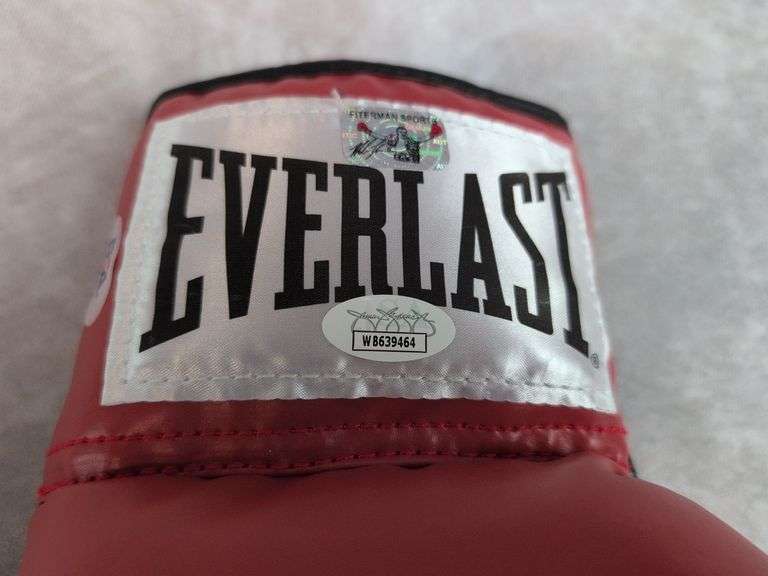 FITERMAN SPORTS
EVERLAST
®
WB639464